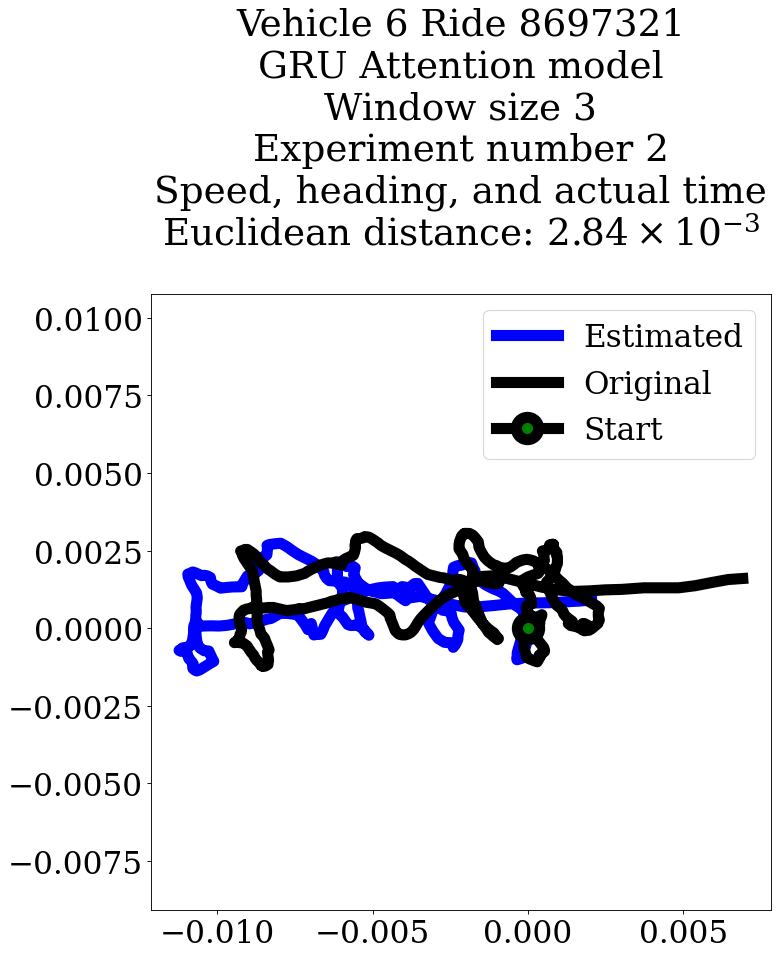 Vehicle 6 Ride 8697321
GRU Attention model
Window size 3
Experiment number 2
Speed, heading, and actual time
Euclidean distance: 2.84 × 10⁻³
Estimated
Original
Start
0.0100
0.0075
0.0050
0.0025
0.0000
−0.0025
−0.0050
−0.0075
−0.010
−0.005
0.000
0.005